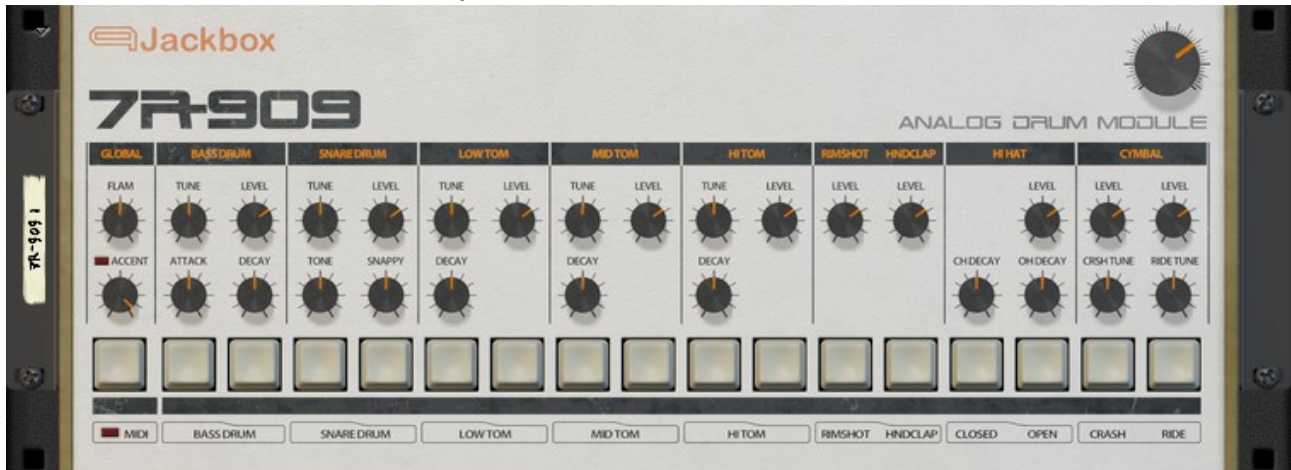 Jackbox
7R-909
ANALOG DRUM MODULE
GLOBAL BASS DRUM SNARE DRUM LOW TOM MID TOM HI TOM RIMSHOT HNDCLAP HI HAT CYMBAL
FLAM TUNE LEVEL TUNE LEVEL TUNE LEVEL TUNE LEVEL TUNE LEVEL LEVEL LEVEL LEVEL LEVEL LEVEL
ACCENT ATTACK DECAY TONE SNAPPY DECAY DECAY DECAY CH DECAY OH DECAY CRSH TUNE RIDE TUNE
7R-909 1
MIDI BASS DRUM SNARE DRUM LOW TOM MID TOM HI TOM RIMSHOT HNDCLAP CLOSED OPEN CRASH RIDE